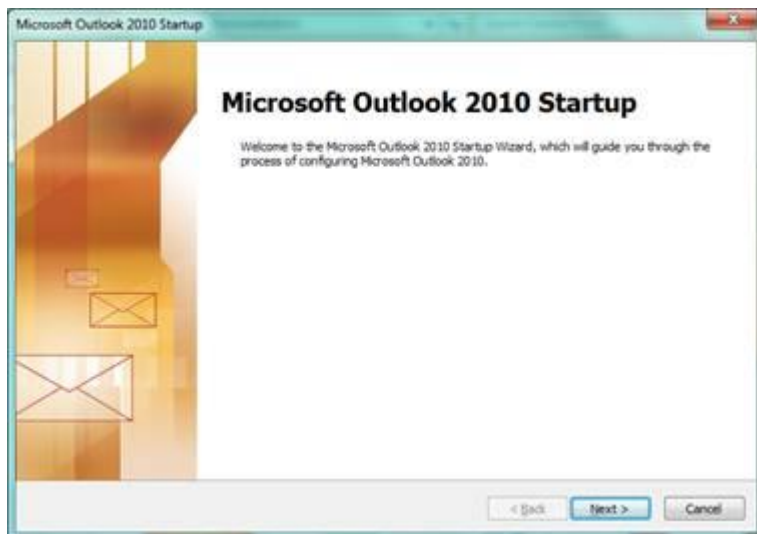 Microsoft Outlook 2010 Startup
Microsoft Outlook 2010 Startup
Welcome to the Microsoft Outlook 2010 Startup Wizard, which will guide you through the
process of configuring Microsoft Outlook 2010.
< Back Next > Cancel